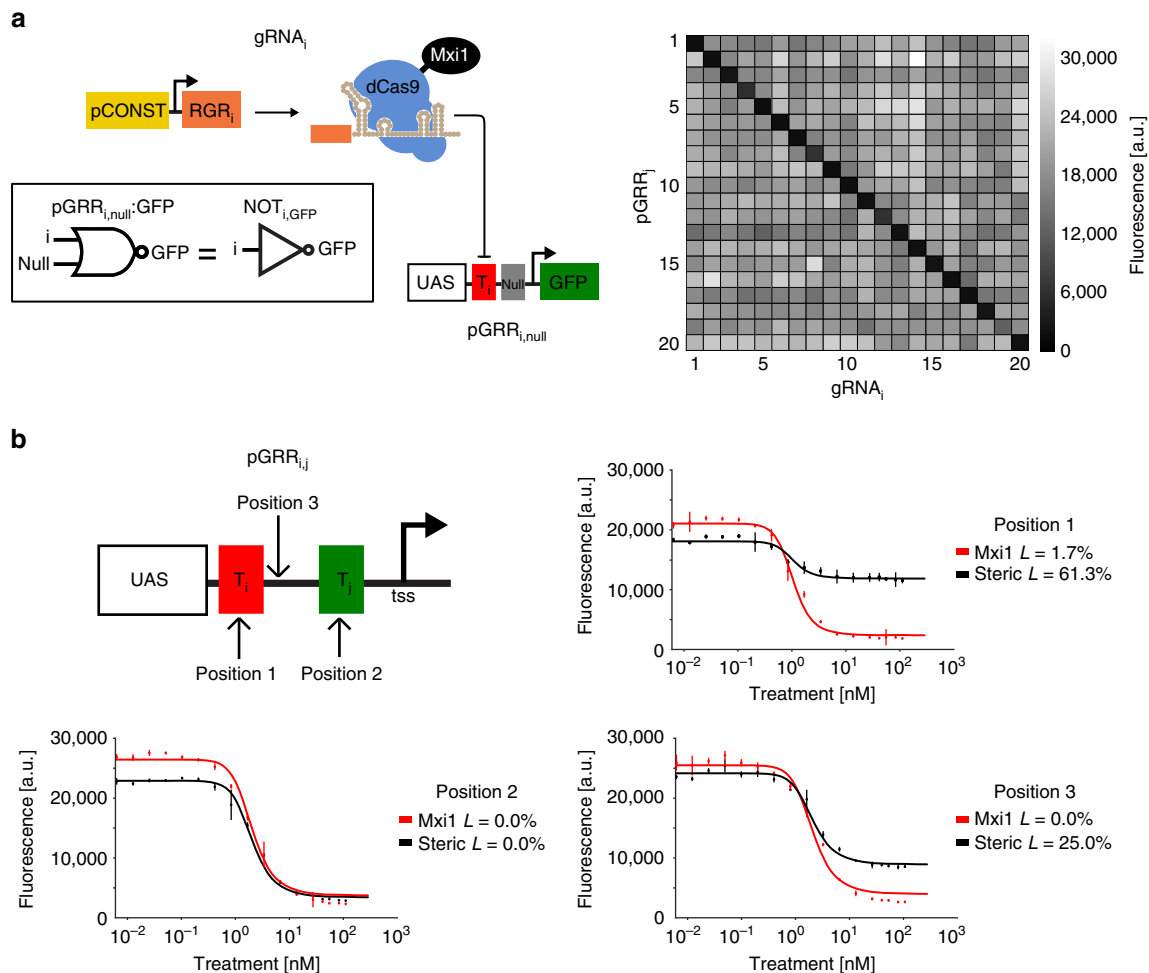 a
gRNAi
Mxi1
dCas9
pCONST
RGRi
pGRRi,null:GFP
i
Null
GFP
=
NOTi,GFP
i
GFP
UAS
Ti
Null
GFP
pGRRi,null
1
5
10
15
20
pGRRj
1
5
10
15
20
gRNAi
30,000
24,000
18,000
12,000
6,000
0
Fluorescence [a.u.]
b
pGRRi,j
Position 3
UAS
Ti
Tj
tss
Position 1
Position 2
30,000
20,000
10,000
0
Fluorescence [a.u.]
10−2
10−1
100
101
102
103
Treatment [nM]
Position 1
Mxi1 L = 1.7%
Steric L = 61.3%
30,000
20,000
10,000
0
Fluorescence [a.u.]
10−2
10−1
100
101
102
103
Treatment [nM]
Position 2
Mxi1 L = 0.0%
Steric L = 0.0%
30,000
20,000
10,000
0
Fluorescence [a.u.]
10−2
10−1
100
101
102
103
Treatment [nM]
Position 3
Mxi1 L = 0.0%
Steric L = 25.0%